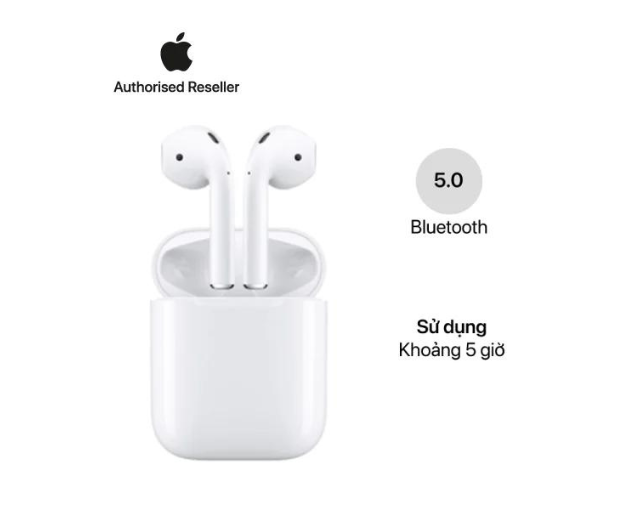 Authorised Reseller
5.0
Bluetooth
Sử dụng
Khoảng 5 giờ